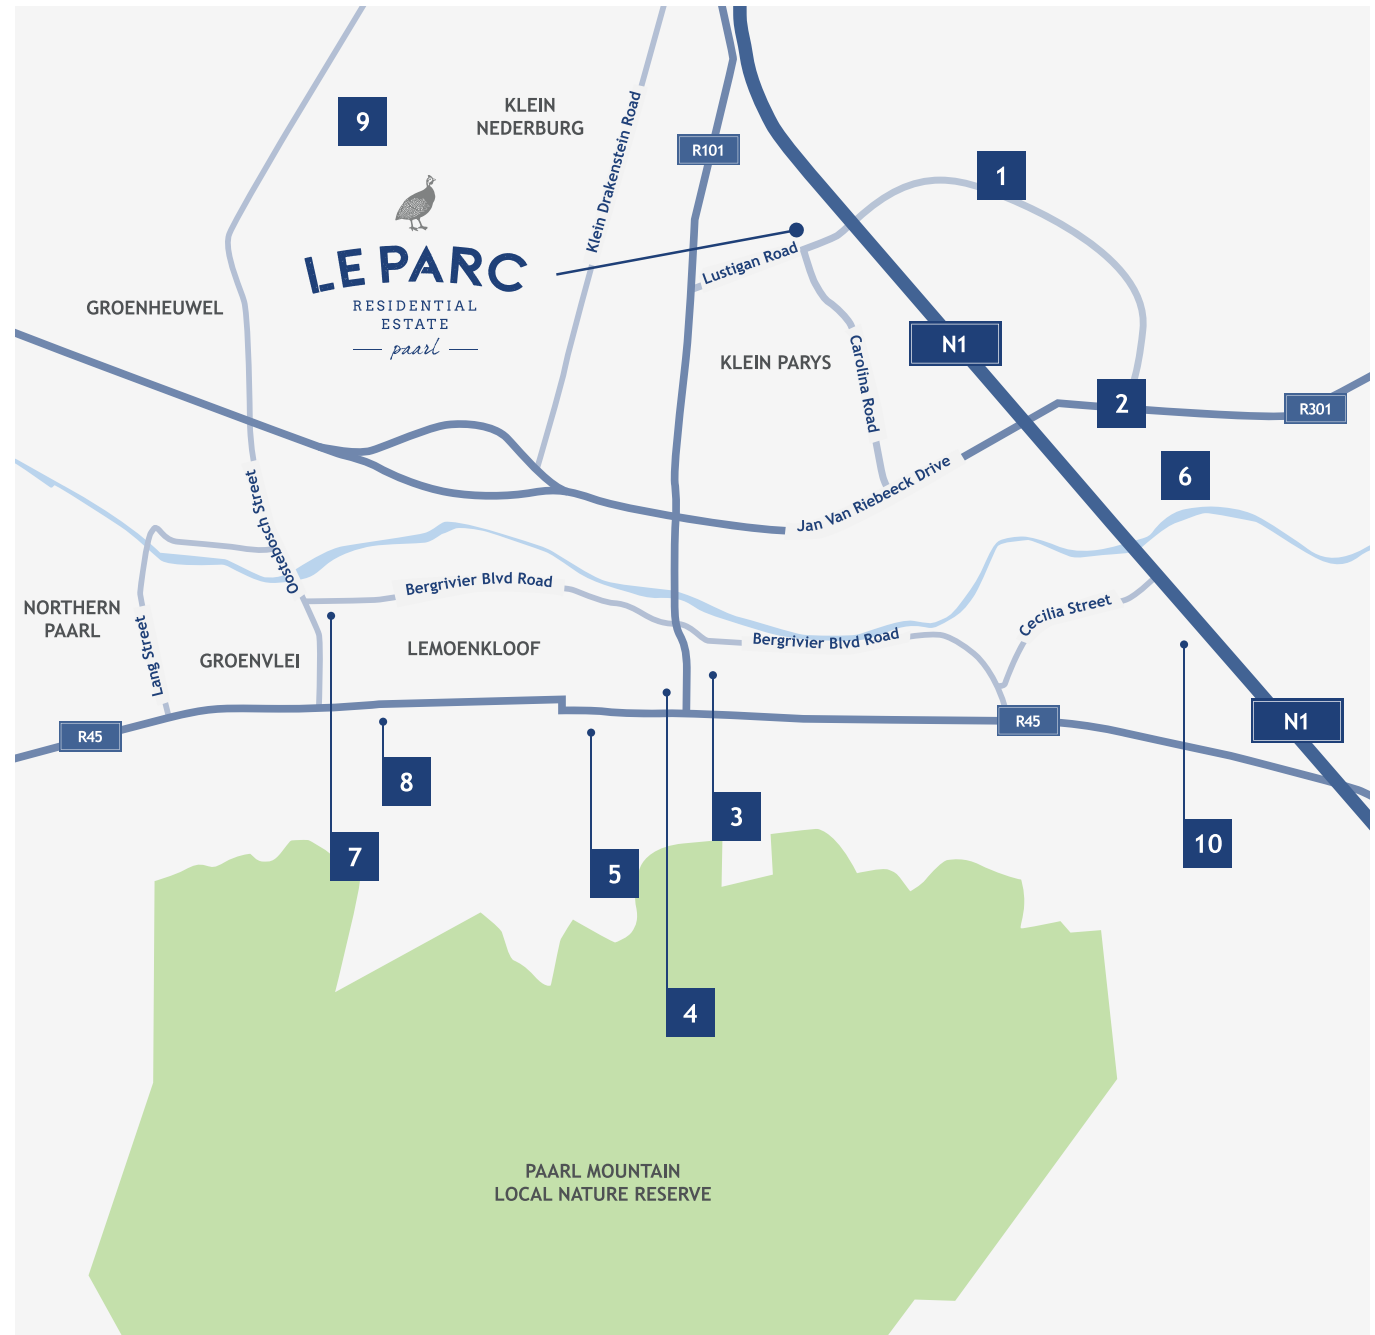 9
KLEIN
NEDERBURG
Klein Drakenstein Road
R101
1
LE PARC
RESIDENTIAL
ESTATE
paarl
Lustigan Road
GROENHEUWEL
KLEIN PARYS
Carolina Road
N1
2
R301
6
Jan Van Riebeeck Drive
Oostebosch Street
Bergrivier Blvd Road
NORTHERN
PAARL
Lang Street
GROENVLEI
LEMOENKLOOF
Bergrivier Blvd Road
Cecilia Street
R45
R45
N1
8
3
7
5
10
4
PAARL MOUNTAIN
LOCAL NATURE RESERVE